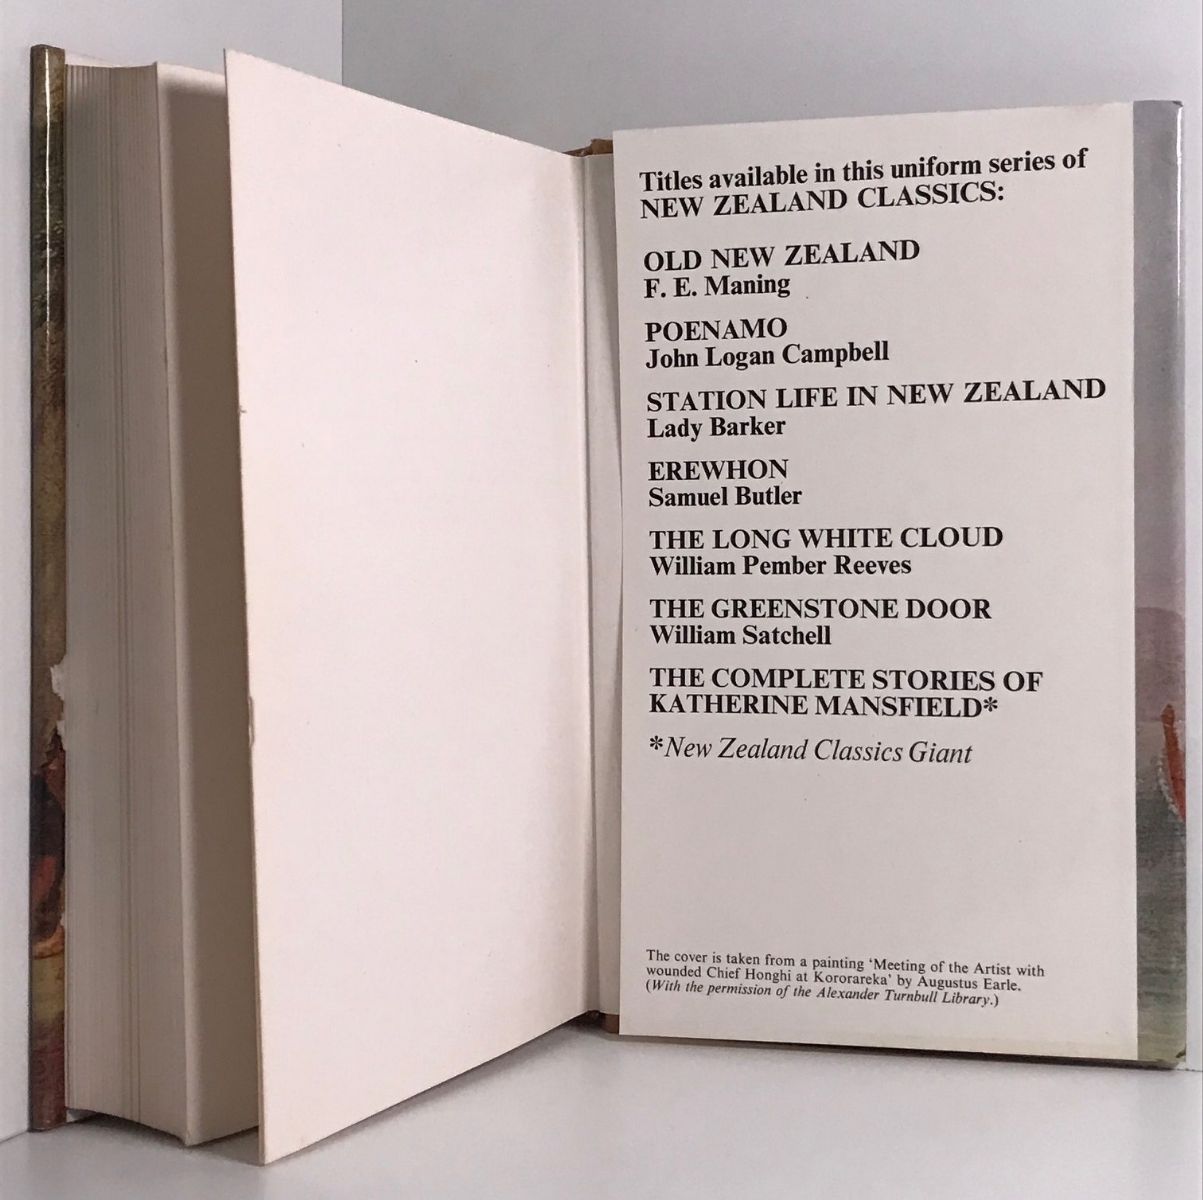 Titles available in this uniform series of
NEW ZEALAND CLASSICS:
OLD NEW ZEALAND
F. E. Maning
POENAMO
John Logan Campbell
STATION LIFE IN NEW ZEALAND
Lady Barker
EREWHON
Samuel Butler
THE LONG WHITE CLOUD
William Pember Reeves
THE GREENSTONE DOOR
William Satchell
THE COMPLETE STORIES OF
KATHERINE MANSFIELD*
*New Zealand Classics Giant
The cover is taken from a painting ‘Meeting of the Artist with
wounded Chief Honghi at Kororareka’ by Augustus Earle.
(With the permission of the Alexander Turnbull Library.)